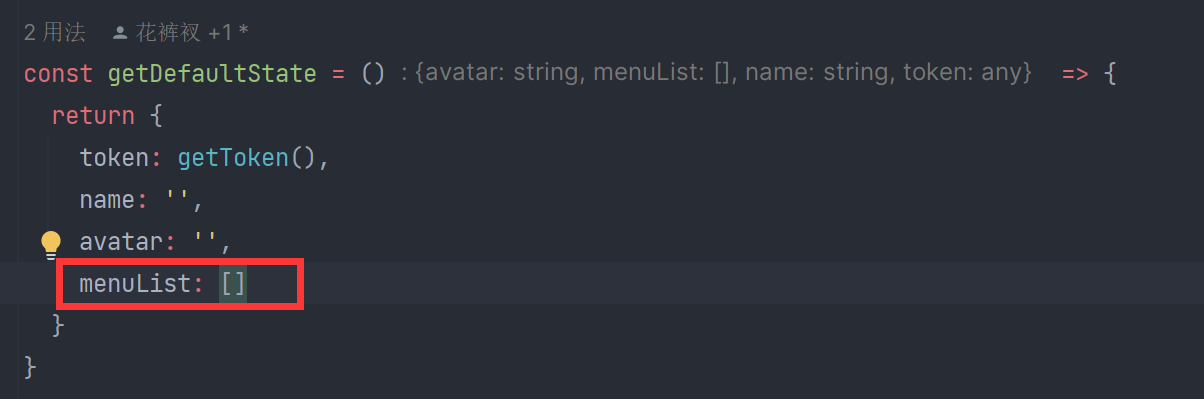 2 用法 花裤衩 +1 *
const getDefaultState = () : {avatar: string, menuList: [], name: string, token: any} => {
return {
token: getToken(),
name: '',
avatar: '',
menuList: []
}
}